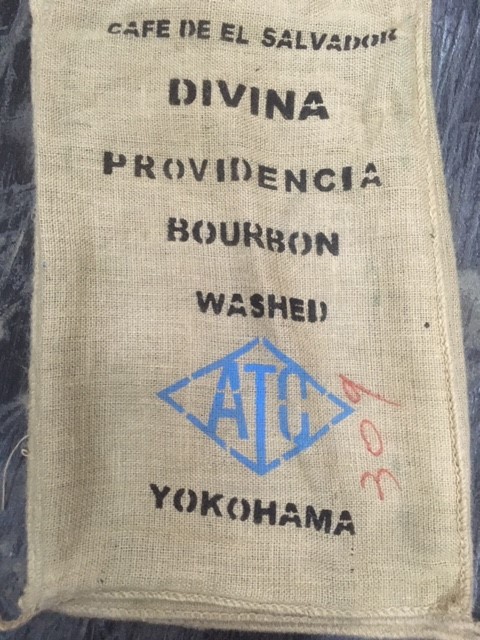 CAFE DE EL SALVADOR
DIVINA
PROVIDENCIA
BOURBON
WASHED
ATC
309
YOKOHAMA